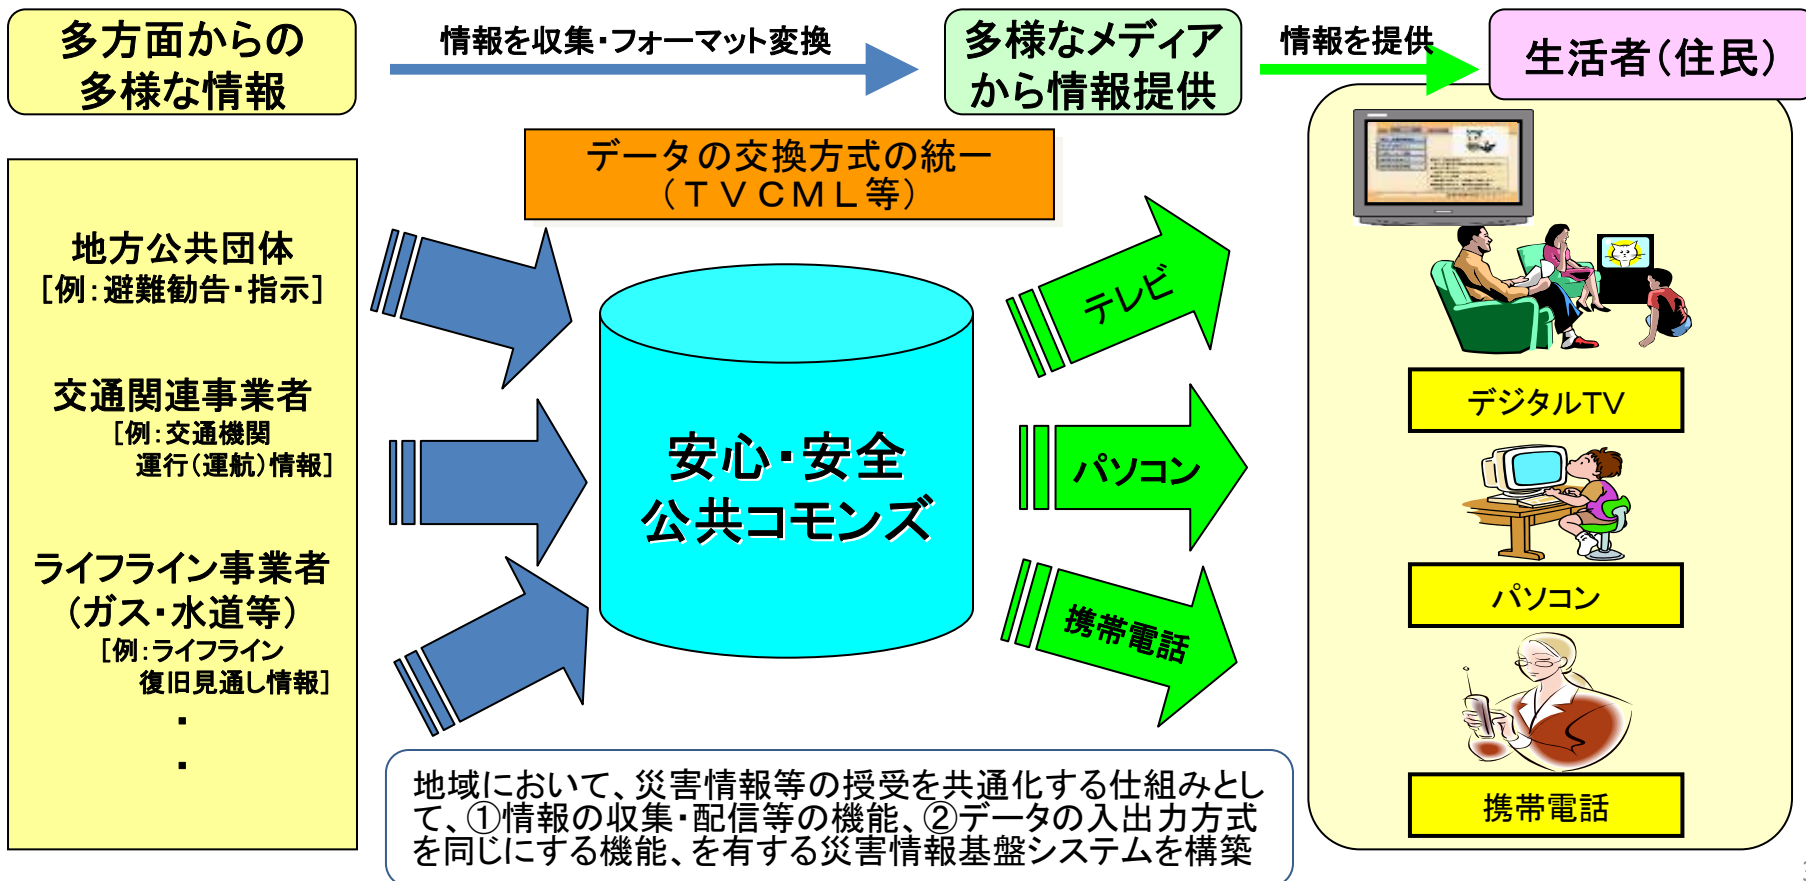 多方面からの
多様な情報
情報を収集・フォーマット変換
多様なメディア
から情報提供
情報を提供
生活者(住民)
データの交換方式の統一
(TVCML等)
地方公共団体
[例:避難勧告・指示]
交通関連事業者
[例:交通機関
運行(運航)情報]
ライフライン事業者
(ガス・水道等)
[例:ライフライン
復旧見通し情報]
・
・
安心・安全
公共コモンズ
テレビ
パソコン
携帯電話
デジタルTV
パソコン
携帯電話
地域において、災害情報等の授受を共通化する仕組みとし
て、①情報の収集・配信等の機能、②データの入出力方式
を同じにする機能、を有する災害情報基盤システムを構築